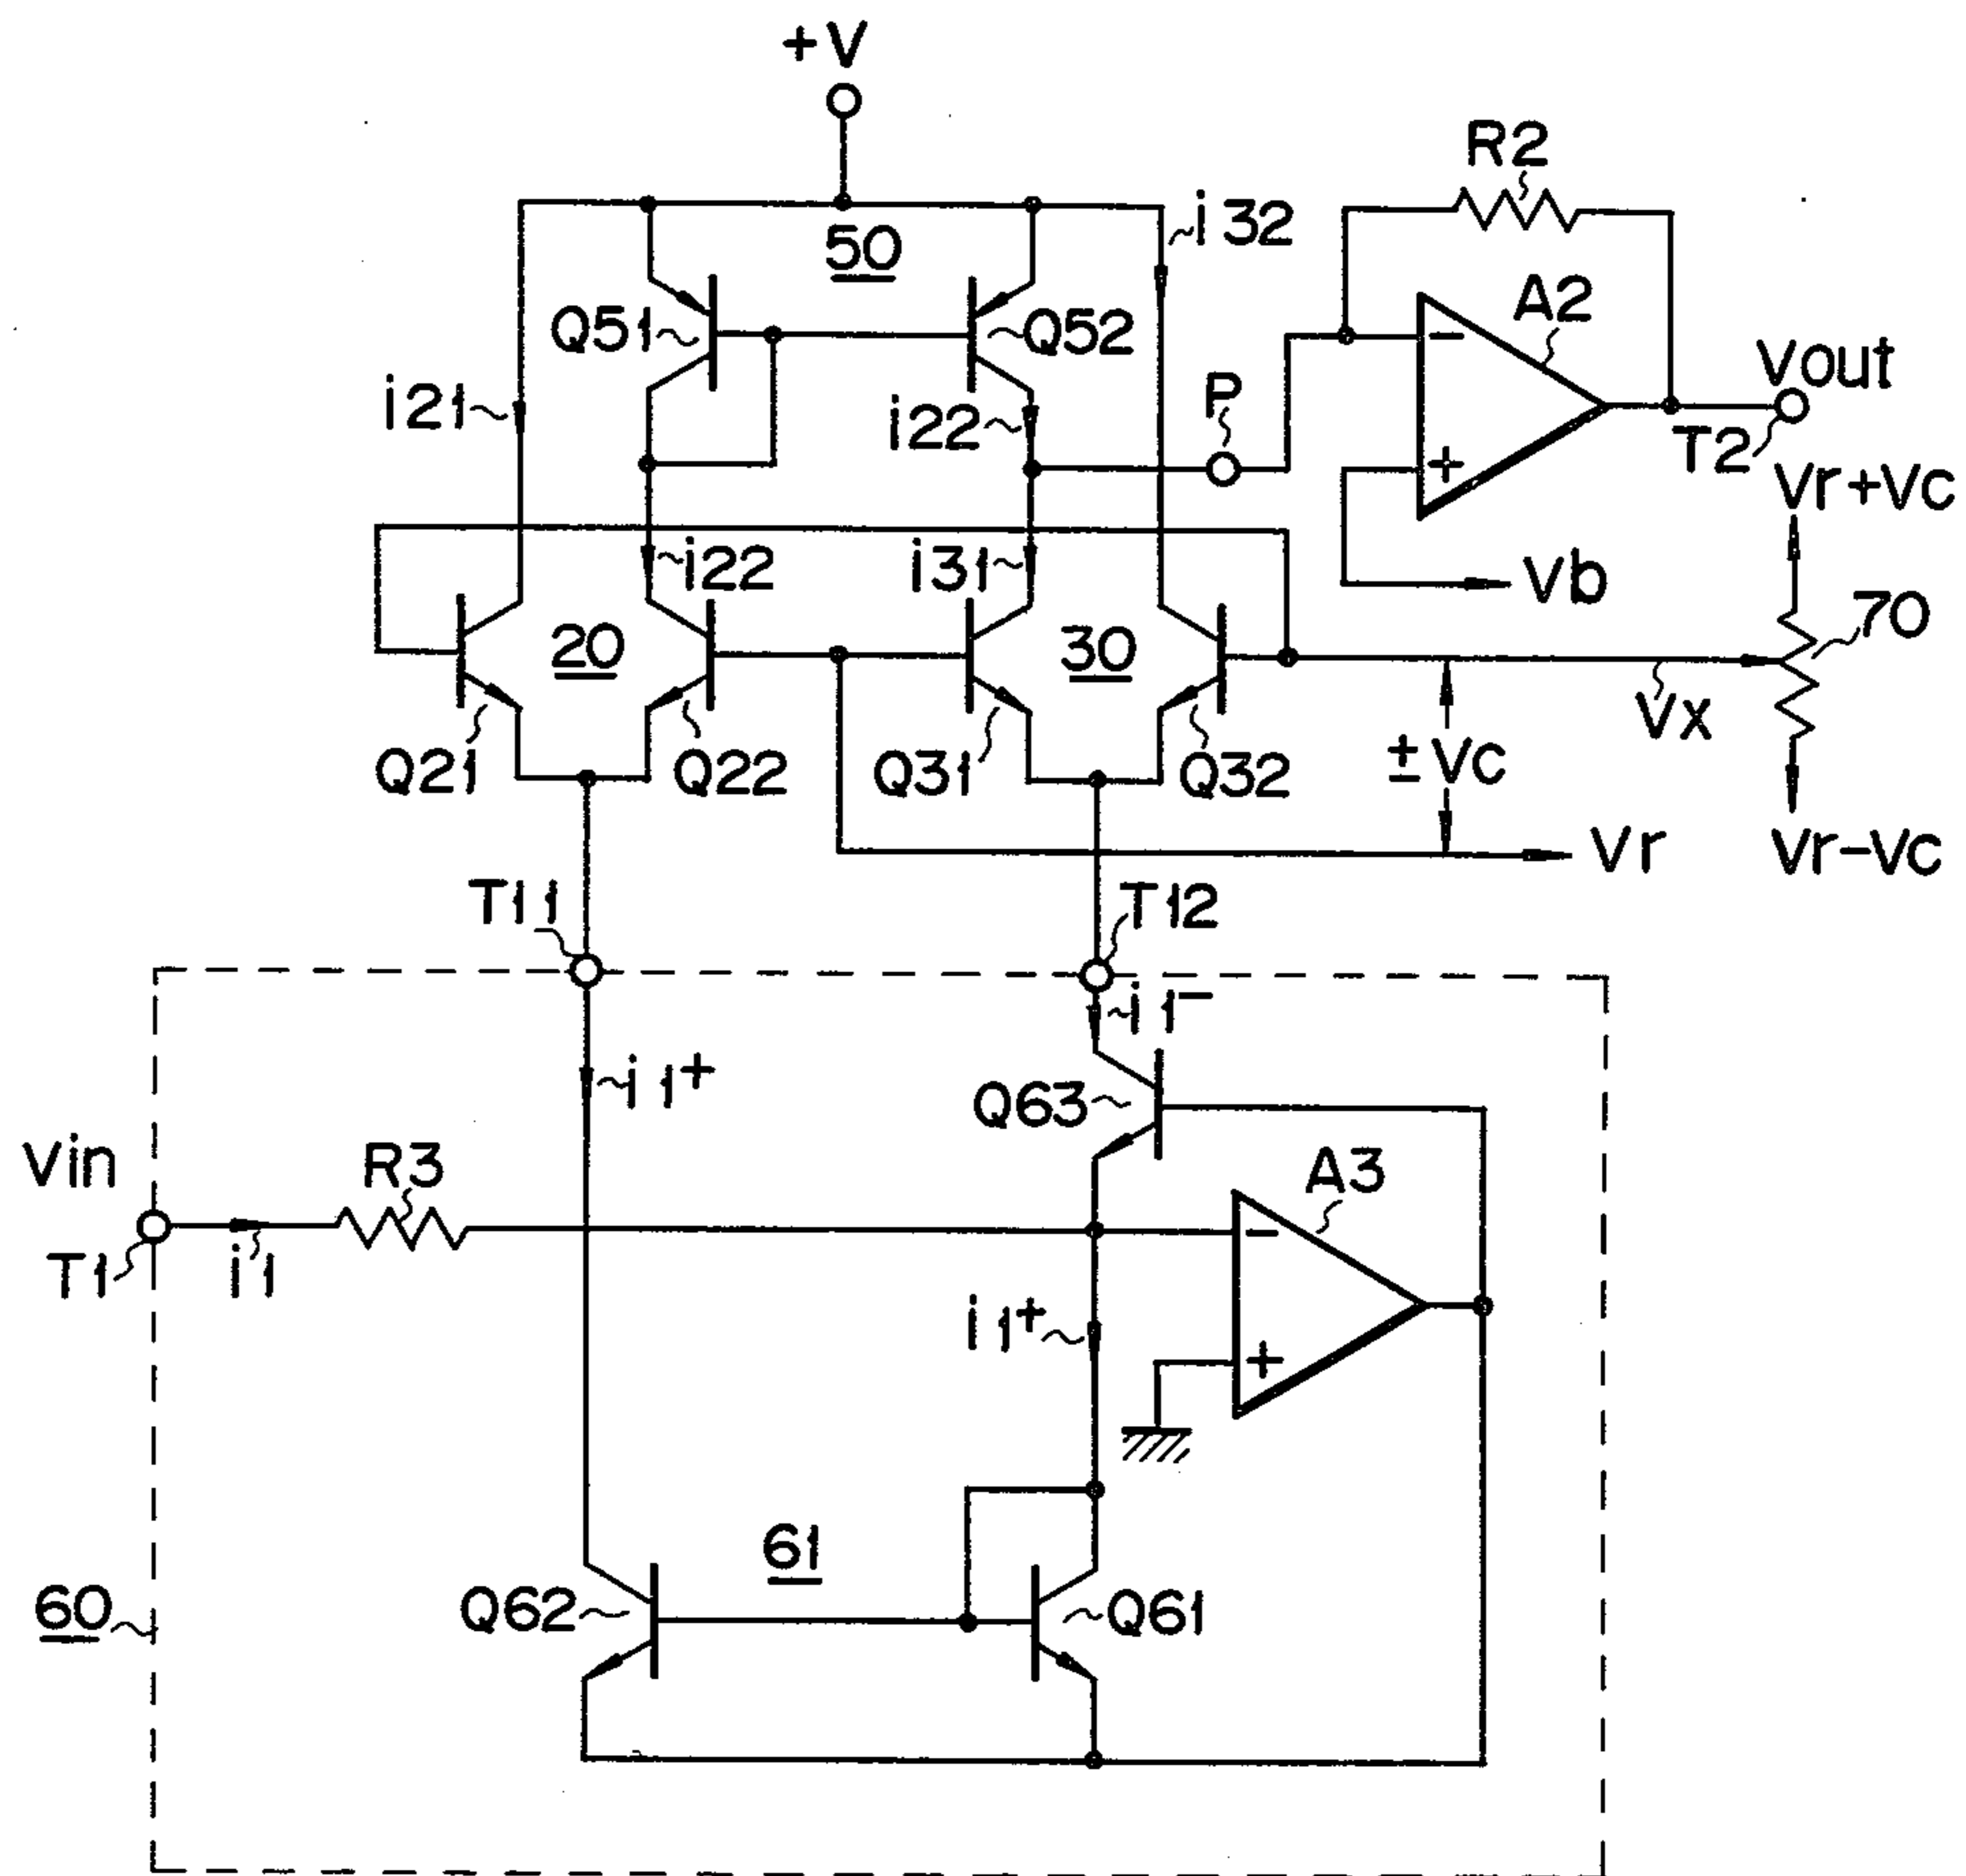 +V
R2
i32
50
A2
Q51
Q52
Vout
i21
i22
P
T2
Vr+Vc
-
+
i22
i31
Vb
70
20
30
Vx
Q21
Q22
Q31
Q32
± Vc
Vr
Vr-Vc
T11
T12
i1-
i1+
Q63
Vin
R3
A3
T1
i1
-
i1+
+
61
60
Q62
Q61